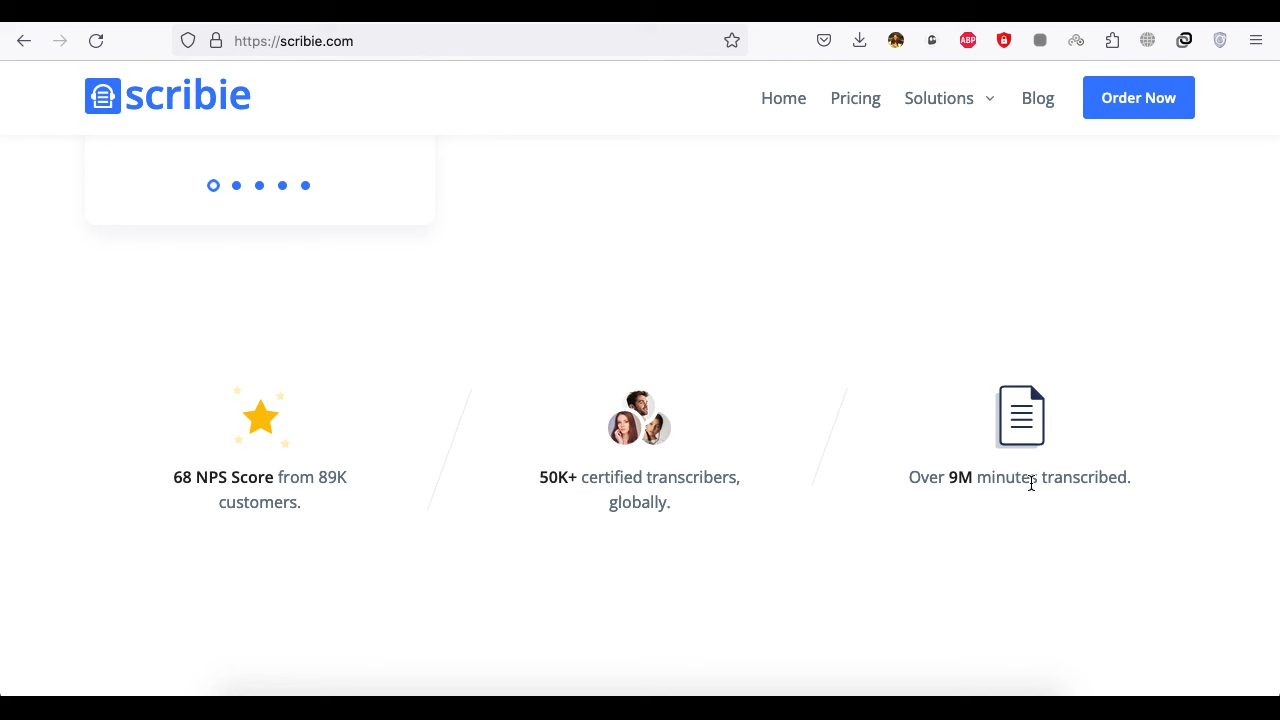 https://scribie.com
ABP
scribie
Home Pricing Solutions Blog Order Now
68 NPS Score from 89K
customers.
50K+ certified transcribers,
globally.
Over 9M minutes transcribed.